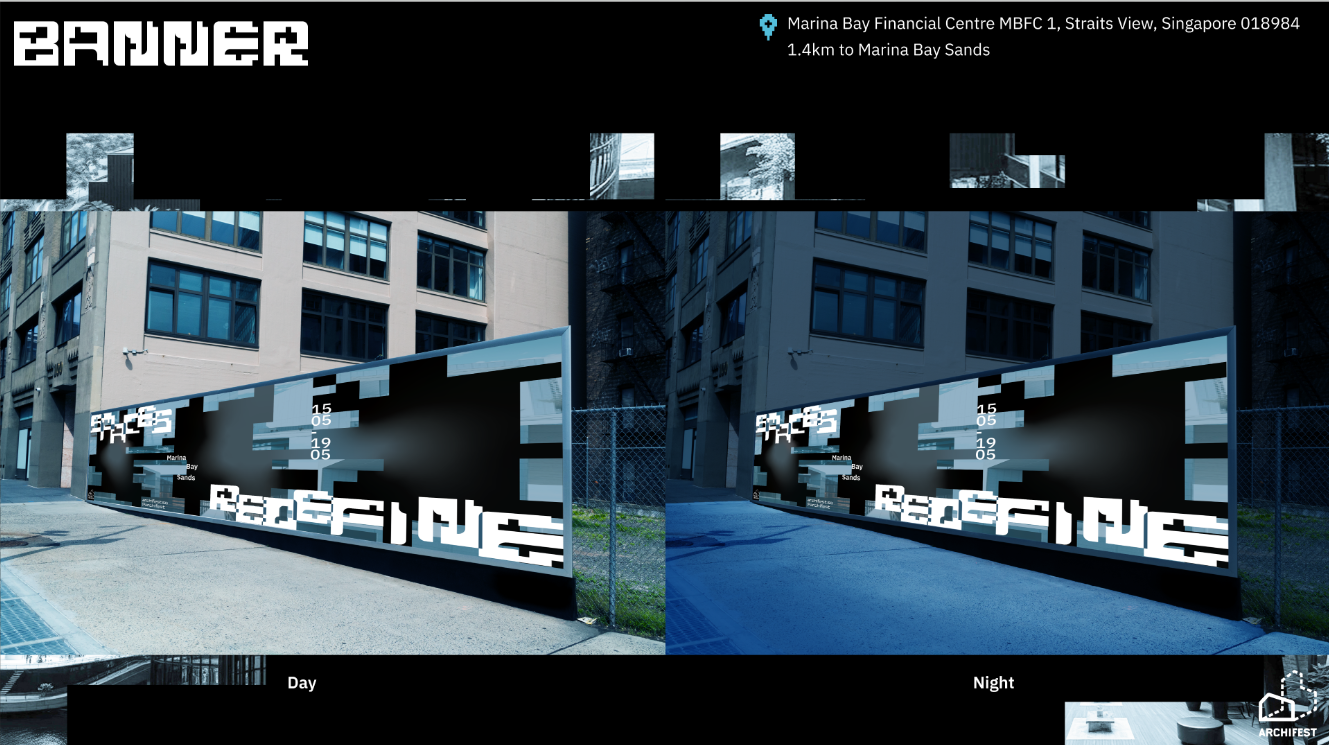 BANNER
Marina Bay Financial Centre MBFC 1, Straits View, Singapore 018984
1.4km to Marina Bay Sands
SPACES
15
05
-
19
05
Marina
Bay
Sands
REDEFINE
SPACES
15
05
-
19
05
Marina
Bay
Sands
REDEFINE
Day
Night
ARCHIFEST